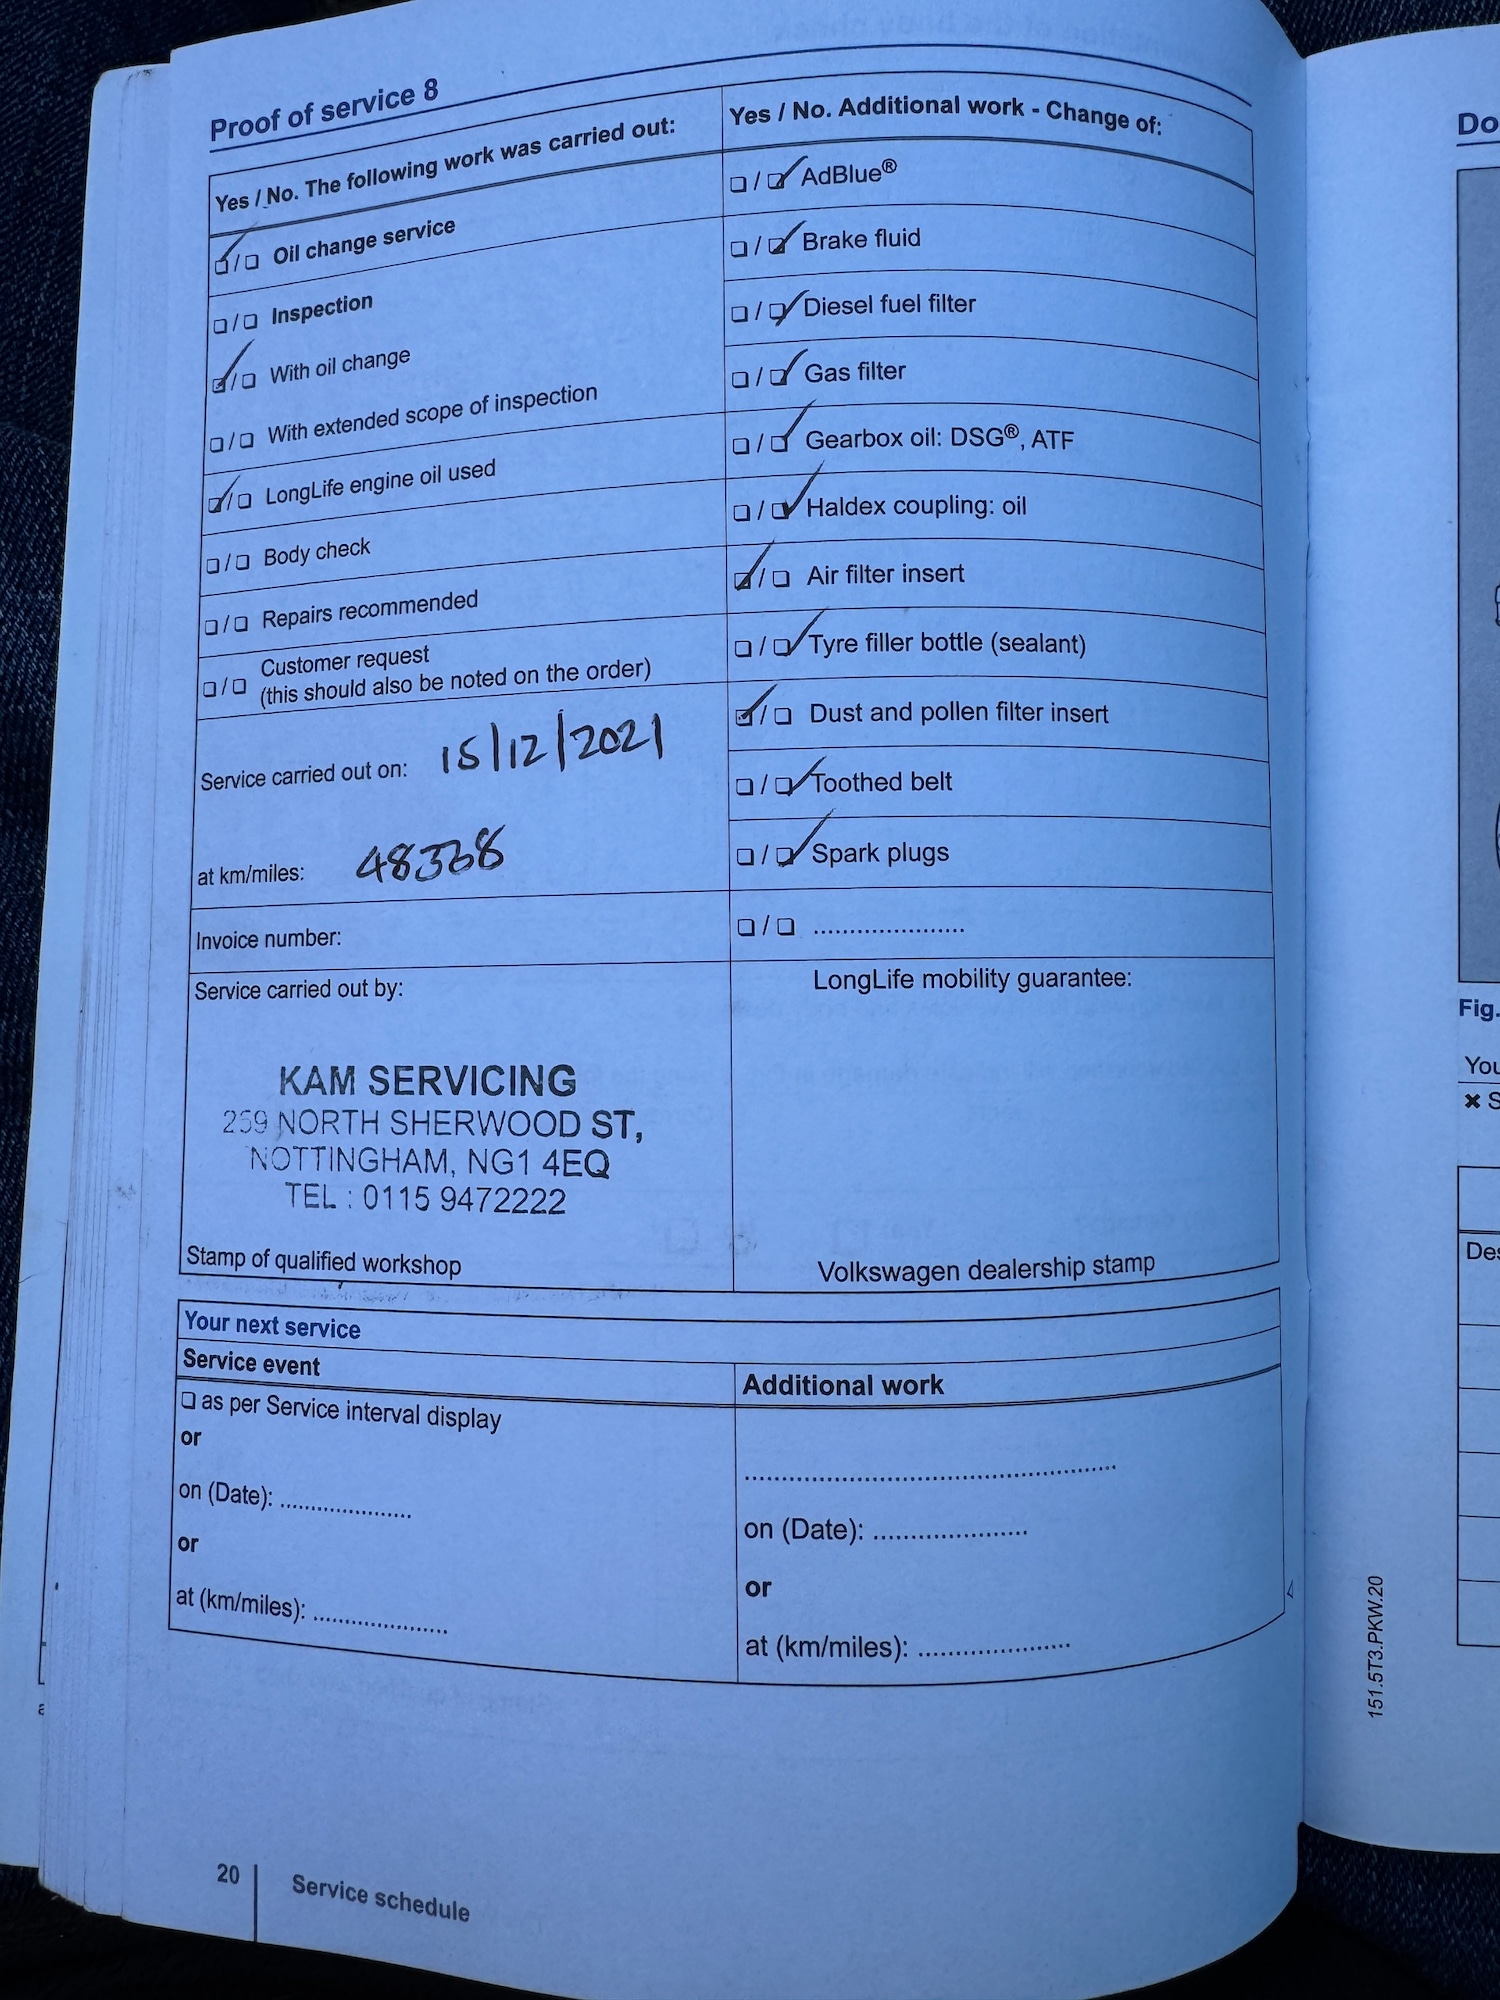 Proof of service 8
Yes / No. The following work was carried out:
❏/❏ Oil change service
❏/❏ Inspection
❏/❏ With oil change
❏/❏ With extended scope of inspection
❏/❏ LongLife engine oil used
❏/❏ Body check
❏/❏ Repairs recommended
❏/❏ Customer request
(this should also be noted on the order)
Service carried out on: 15/12/2021
at km/miles: 48368
Invoice number:
Service carried out by:
KAM SERVICING
259 NORTH SHERWOOD ST,
NOTTINGHAM, NG1 4EQ
TEL : 0115 9472222
Stamp of qualified workshop
Yes / No. Additional work - Change of:
❏/❏ AdBlue®
❏/❏ Brake fluid
❏/❏ Diesel fuel filter
❏/❏ Gas filter
❏/❏ Gearbox oil: DSG®, ATF
❏/❏ Haldex coupling: oil
❏/❏ Air filter insert
❏/❏ Tyre filler bottle (sealant)
❏/❏ Dust and pollen filter insert
❏/❏ Toothed belt
❏/❏ Spark plugs
❏/❏ ......................
LongLife mobility guarantee:
Volkswagen dealership stamp
Your next service
Service event
❏ as per Service interval display
or
on (Date): ....................
or
at (km/miles): ....................
Additional work
......................................................
on (Date): ......................
or
at (km/miles): ......................
20
Service schedule
Do
Fig.
You
× S
Des
151.5T3.PKW.20